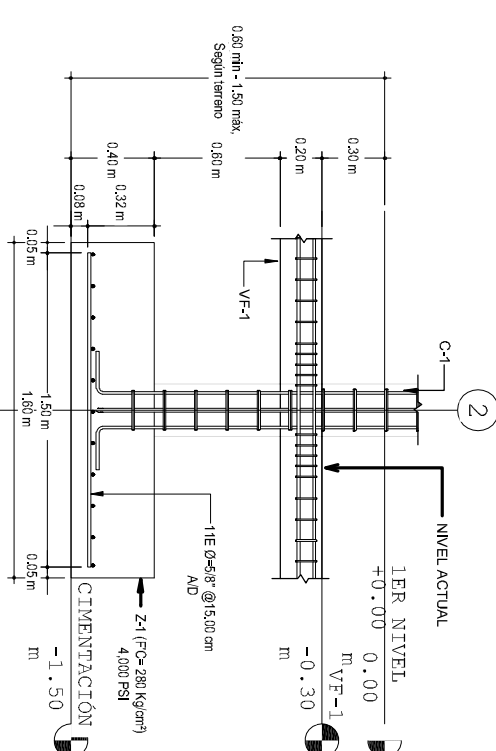 2
C-1
NIVEL ACTUAL
1ER NIVEL
+0.00
0.00
m
VF-1
-0.30
m
VF-1
0.30 m
0.20 m
0.60 m
0.40 m
0.32 m
0.08 m
0.60 min - 1.50 máx,
Según terreno
0.05 m
1.50 m
1.60 m
0.05 m
11E Ø=5/8" @15.00 cm
A/D
Z-1 (F'C= 280 Kg/cm²)
4,000 PSI
CIMENTACIÓN
-1.50
m